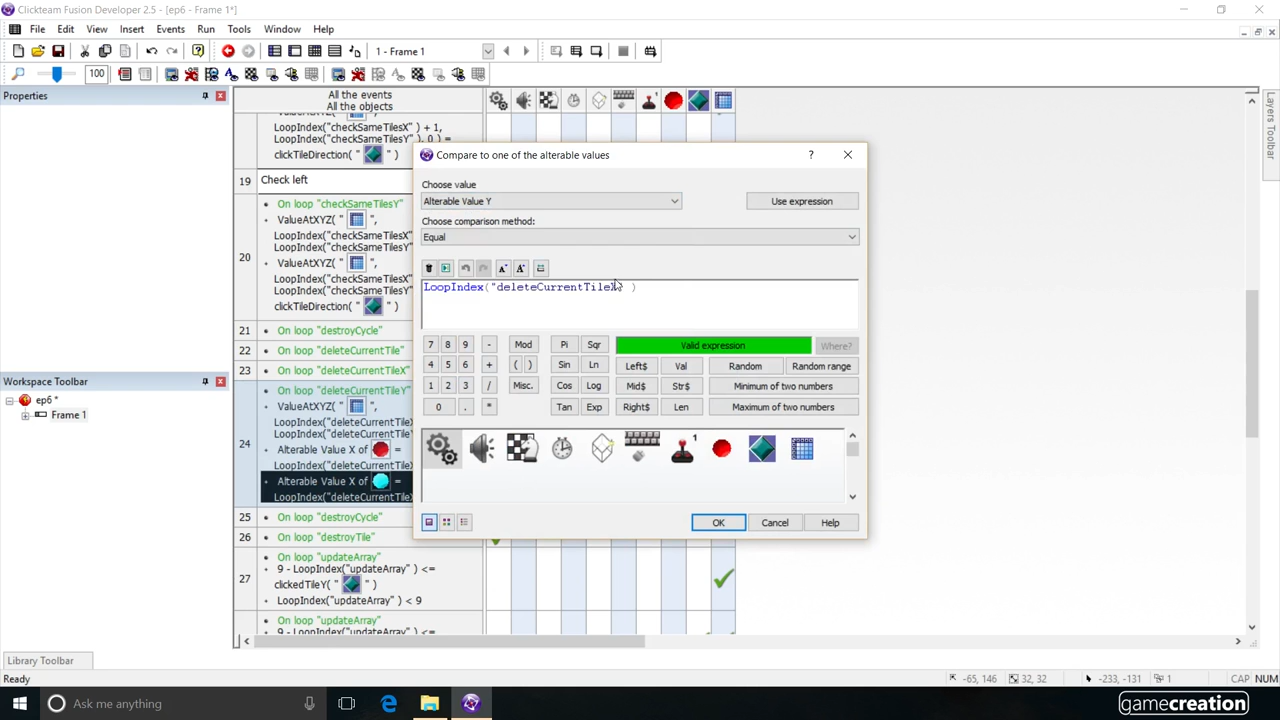 Clickteam Fusion Developer 2.5 - [ep6 - Frame 1*]
File Edit View Insert Events Run Tools Window Help
1 - Frame 1
100
Properties
All the events
All the objects
LoopIndex("checkSameTilesX" ) + 1,
LoopIndex("checkSameTilesY" ), 0 ) =
clickTileDirection( " " )
19 Check left
20
On loop "checkSameTilesY"
ValueAtXYZ( " ",
LoopIndex("checkSameTilesX"
LoopIndex("checkSameTilesY"
ValueAtXYZ( " ",
LoopIndex("checkSameTilesX"
LoopIndex("checkSameTilesX"
clickTileDirection( " " )
21 On loop "destroyCycle"
22 On loop "deleteCurrentTile"
23 On loop "deleteCurrentTileX"
24
On loop "deleteCurrentTileY"
ValueAtXYZ( " ",
LoopIndex("deleteCurrentTileX
LoopIndex("deleteCurrentTileY
Alterable Value X of =
LoopIndex("deleteCurrentTileX
Alterable Value X of =
LoopIndex("deleteCurrentTileX
25 On loop "destroyCycle"
26 On loop "destroyTile"
27
On loop "updateArray"
9 - LoopIndex("updateArray" ) <=
clickedTileY( " " )
LoopIndex("updateArray" ) < 9
On loop "updateArray"
9 - LoopIndex("updateArray" ) <=
Compare to one of the alterable values
?
Choose value
Alterable Value Y
Use expression
Choose comparison method:
Equal
LoopIndex("deleteCurrentTileX" )
7 8 9 - Mod Pi Sqr Valid expression Where?
4 5 6 + ( ) Sin Ln Left$ Val Random Random range
1 2 3 / Misc. Cos Log Mid$ Str$ Minimum of two numbers
0 . * Tan Exp Right$ Len Maximum of two numbers
1
OK Cancel Help
Workspace Toolbar
ep6 *
Frame 1
Layers Toolbar
Library Toolbar
Ready
-65, 146 32, 32 -233, -131 1 CAP NUM
Ask me anything
gamecreation